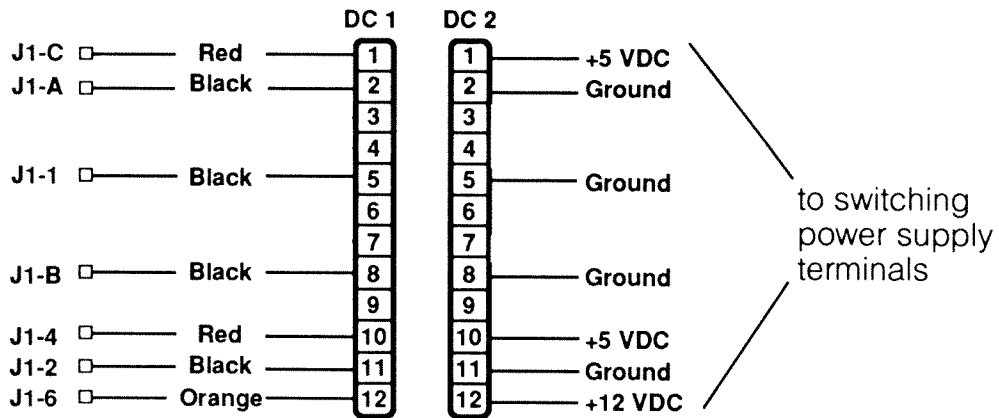 DC 1 DC 2
J1-C Red 1 1 +5 VDC
J1-A Black 2 2 Ground
3 3
4 4
J1-1 Black 5 5 Ground
6 6
7 7
J1-B Black 8 8 Ground
9 9
J1-4 Red 10 10 +5 VDC
J1-2 Black 11 11 Ground
J1-6 Orange 12 12 +12 VDC
to switching
power supply
terminals